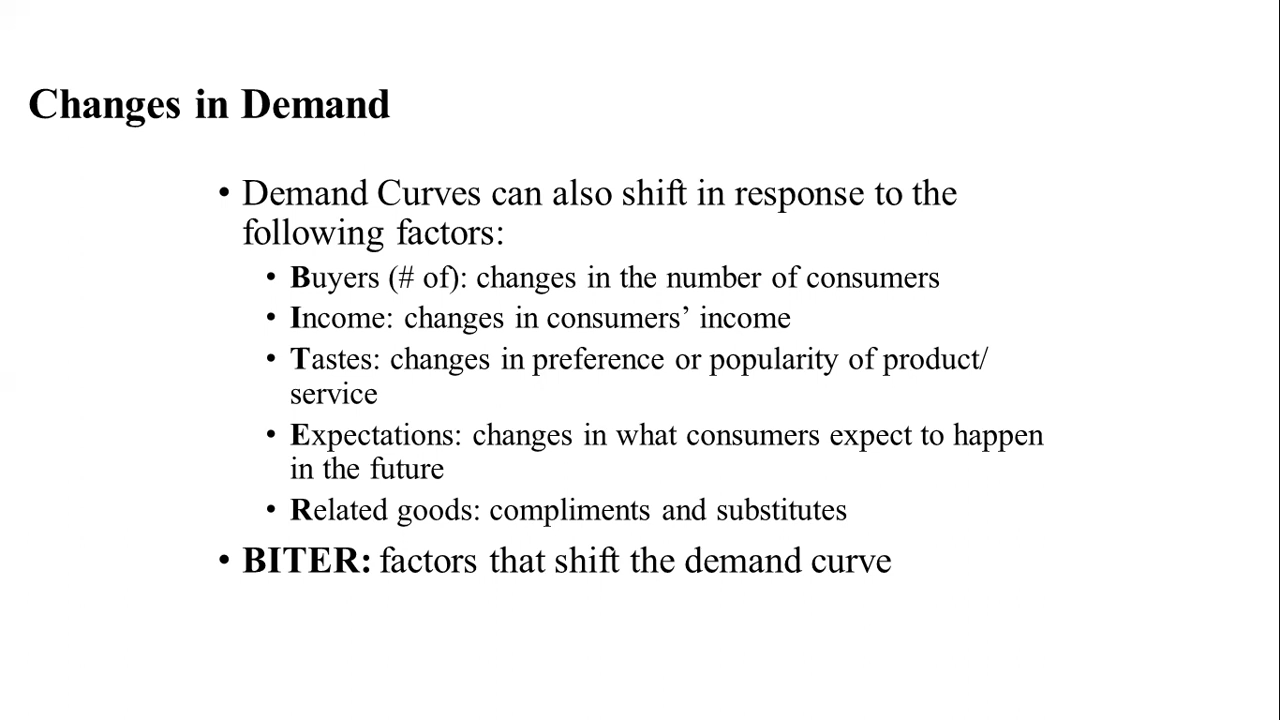 Changes in Demand
• Demand Curves can also shift in response to the
following factors:
• Buyers (# of): changes in the number of consumers
• Income: changes in consumers’ income
• Tastes: changes in preference or popularity of product/
service
• Expectations: changes in what consumers expect to happen
in the future
• Related goods: compliments and substitutes
• BITER: factors that shift the demand curve